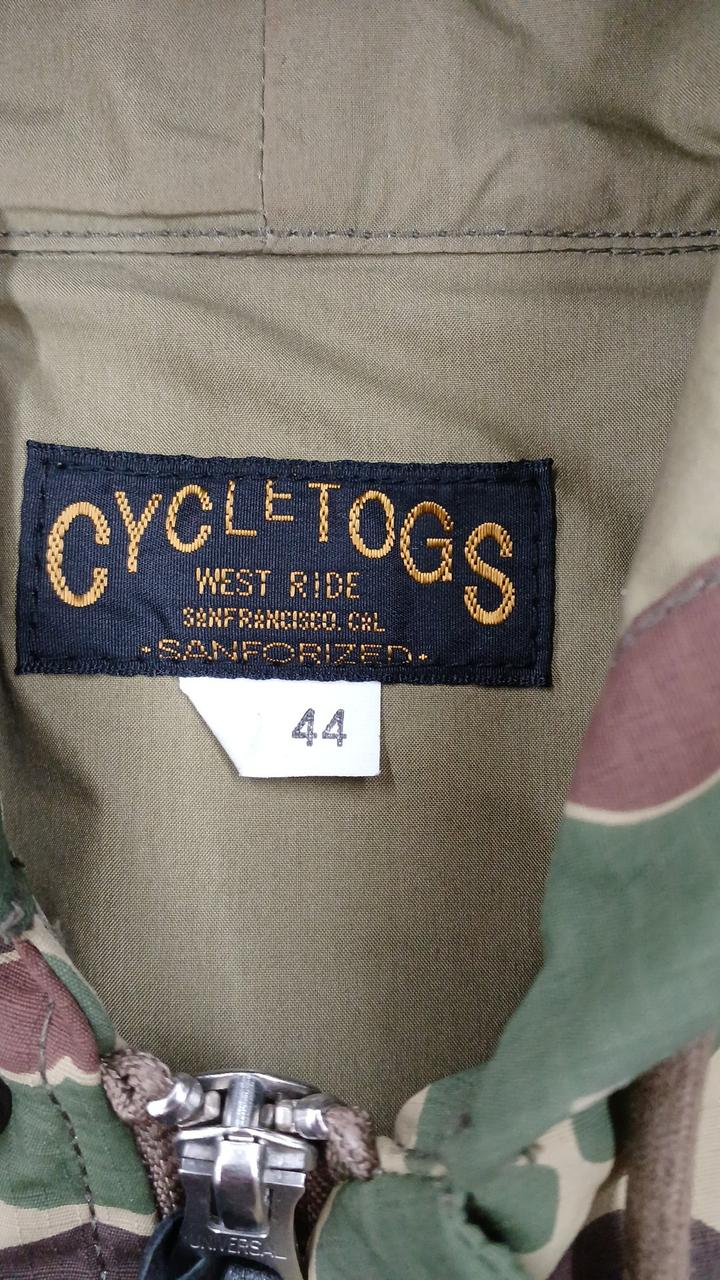 CYCLETOGS
WEST RIDE
SANFRANCISCO. CAL
·SANFORIZED·
44
UNIVERSAL